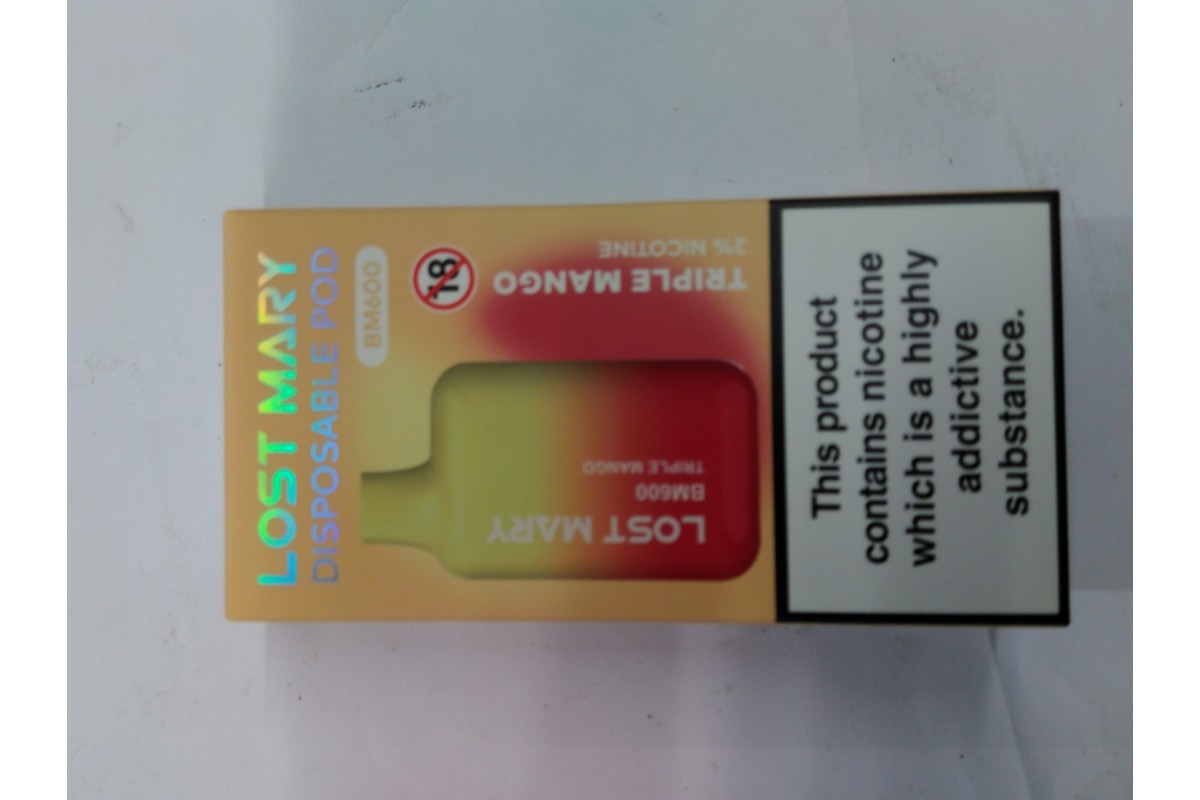 LOST MARY
DISPOSABLE POD
BM600
18
TRIPLE MANGO
2% NICOTINE
LOST MARY
BM600
TRIPLE MANGO
This product
contains nicotine
which is a highly
addictive
substance.